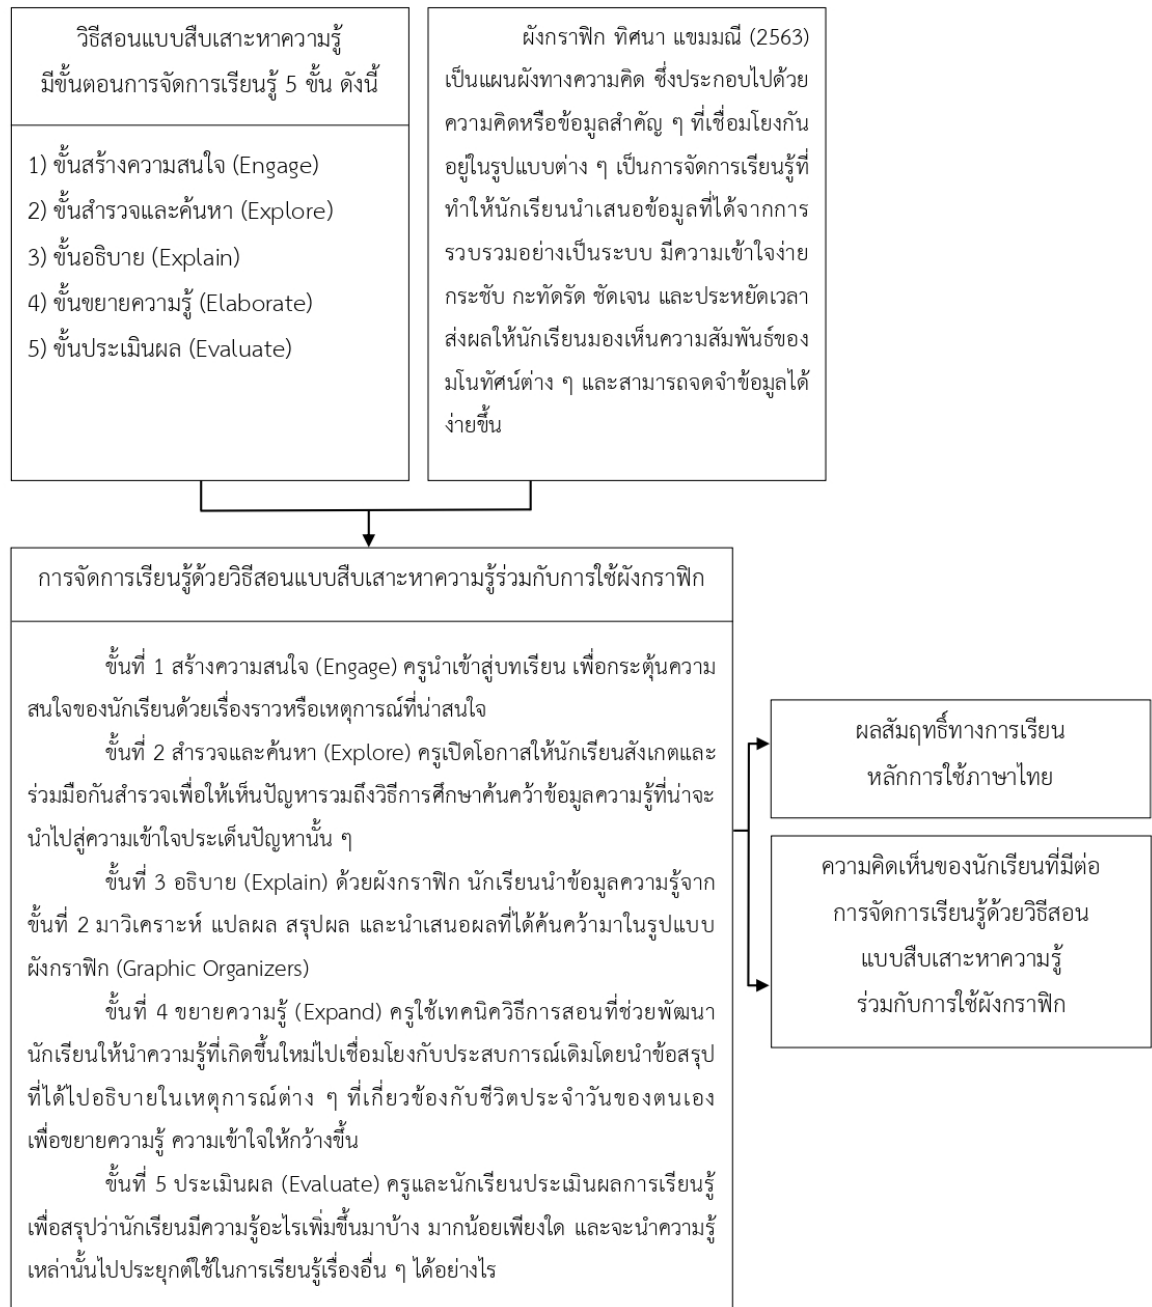 วิธีสอนแบบสืบเสาะหาความรู้
มีขั้นตอนการจัดการเรียนรู้ 5 ขั้น ดังนี้
1) ขั้นสร้างความสนใจ (Engage)
2) ขั้นสำรวจและค้นหา (Explore)
3) ขั้นอธิบาย (Explain)
4) ขั้นขยายความรู้ (Elaborate)
5) ขั้นประเมินผล (Evaluate)
ผังกราฟิก ทิศนา แขมมณี (2563)
เป็นแผนผังทางความคิด ซึ่งประกอบไปด้วย
ความคิดหรือข้อมูลสำคัญ ๆ ที่เชื่อมโยงกัน
อยู่ในรูปแบบต่าง ๆ เป็นการจัดการเรียนรู้ที่
ทำให้นักเรียนนำเสนอข้อมูลที่ได้จากการ
รวบรวมอย่างเป็นระบบ มีความเข้าใจง่าย
กระชับ กะทัดรัด ชัดเจน และประหยัดเวลา
ส่งผลให้นักเรียนมองเห็นความสัมพันธ์ของ
มโนทัศน์ต่าง ๆ และสามารถจดจำข้อมูลได้
ง่ายขึ้น
การจัดการเรียนรู้ด้วยวิธีสอนแบบสืบเสาะหาความรู้ร่วมกับการใช้ผังกราฟิก
ขั้นที่ 1 สร้างความสนใจ (Engage) ครูนำเข้าสู่บทเรียน เพื่อกระตุ้นความ
สนใจของนักเรียนด้วยเรื่องราวหรือเหตุการณ์ที่น่าสนใจ
ขั้นที่ 2 สำรวจและค้นหา (Explore) ครูเปิดโอกาสให้นักเรียนสังเกตและ
ร่วมมือกันสำรวจเพื่อให้เห็นปัญหารวมถึงวิธีการศึกษาค้นคว้าข้อมูลความรู้ที่น่าจะ
นำไปสู่ความเข้าใจประเด็นปัญหานั้น ๆ
ขั้นที่ 3 อธิบาย (Explain) ด้วยผังกราฟิก นักเรียนนำข้อมูลความรู้จาก
ขั้นที่ 2 มาวิเคราะห์ แปลผล สรุปผล และนำเสนอผลที่ได้ค้นคว้ามาในรูปแบบ
ผังกราฟิก (Graphic Organizers)
ขั้นที่ 4 ขยายความรู้ (Expand) ครูใช้เทคนิควิธีการสอนที่ช่วยพัฒนา
นักเรียนให้นำความรู้ที่เกิดขึ้นใหม่ไปเชื่อมโยงกับประสบการณ์เดิมโดยนำข้อสรุป
ที่ได้ไปอธิบายในเหตุการณ์ต่าง ๆ ที่เกี่ยวข้องกับชีวิตประจำวันของตนเอง
เพื่อขยายความรู้ ความเข้าใจให้กว้างขึ้น
ขั้นที่ 5 ประเมินผล (Evaluate) ครูและนักเรียนประเมินผลการเรียนรู้
เพื่อสรุปว่านักเรียนมีความรู้อะไรเพิ่มขึ้นมาบ้าง มากน้อยเพียงใด และจะนำความรู้
เหล่านั้นไปประยุกต์ใช้ในการเรียนรู้เรื่องอื่น ๆ ได้อย่างไร
ผลสัมฤทธิ์ทางการเรียน
หลักการใช้ภาษาไทย
ความคิดเห็นของนักเรียนที่มีต่อ
การจัดการเรียนรู้ด้วยวิธีสอน
แบบสืบเสาะหาความรู้
ร่วมกับการใช้ผังกราฟิก